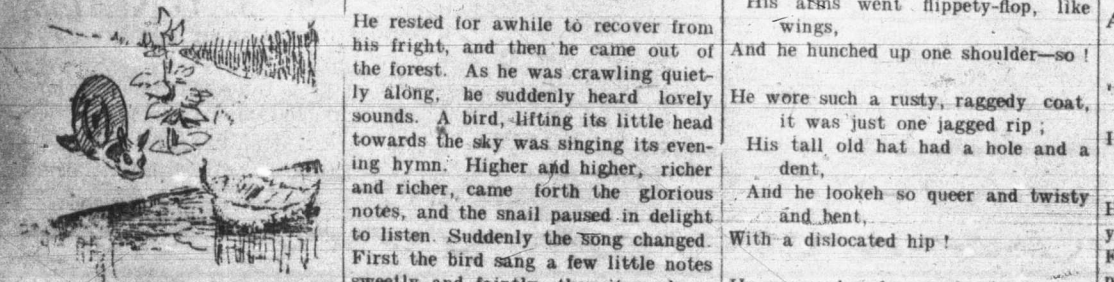 He rested for awhile to recover from
his fright, and then he came out of
the forest. As he was crawling quiet-
ly along, he suddenly heard lovely
sounds. A bird, lifting its little head
towards the sky was singing its even-
ing hymn. Higher and higher, richer
and richer, came forth the glorious
notes, and the snail paused in delight
to listen. Suddenly the song changed.
First the bird sang a few little notes
His arms went flippety-flop, like
wings,
And he hunched up one shoulder—so !
He wore such a rusty, raggedy coat,
it was just one jagged rip ;
His tall old hat had a hole and a
dent,
And he lookeh so queer and twisty
and bent,
With a dislocated hip !